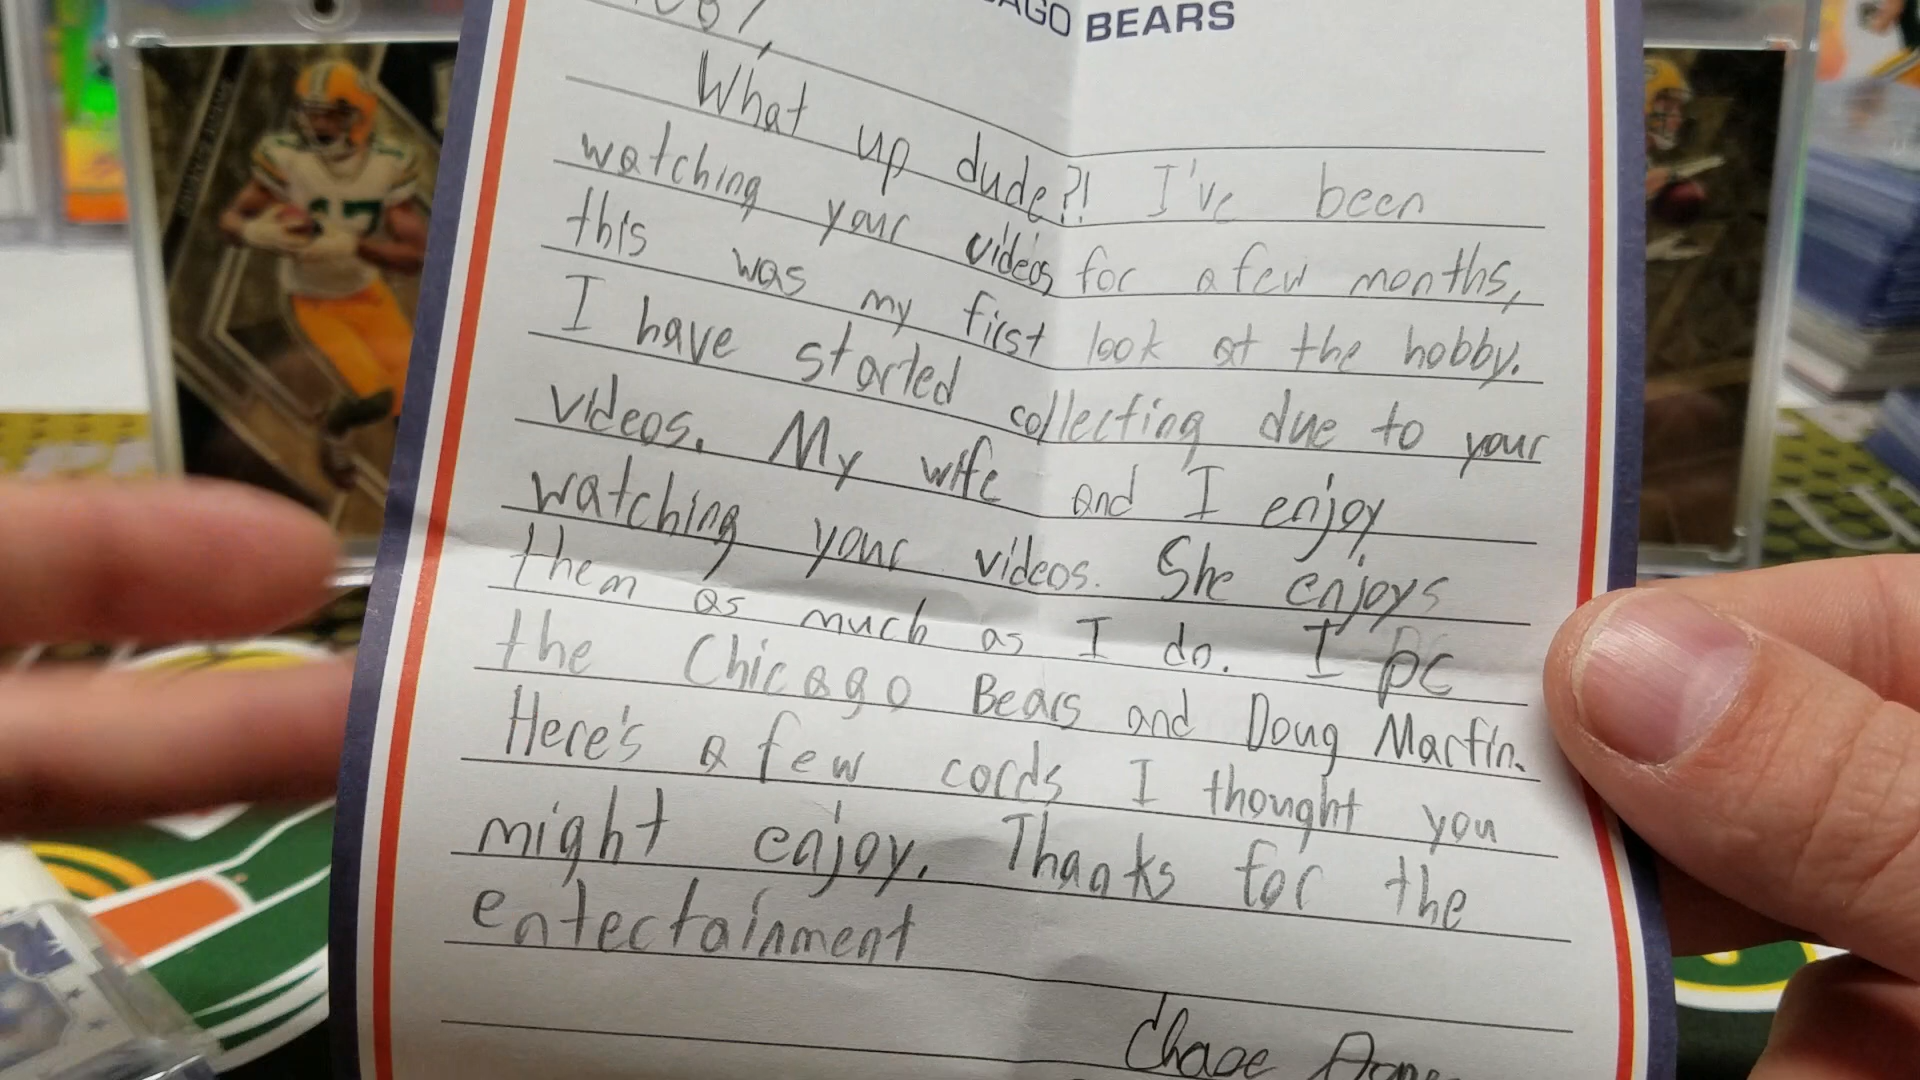 BEARS
What up dude?! I've been
watching your videos for a few months,
this was my first look at the hobby.
I have started collecting due to your
videos. My wife and I enjoy
watching your videos. She enjoys
them as much as I do. I PC
the Chicago Bears and Doug Martin.
Here's a few cards I thought you
might enjoy. Thanks for the
entertainment
Chase
17